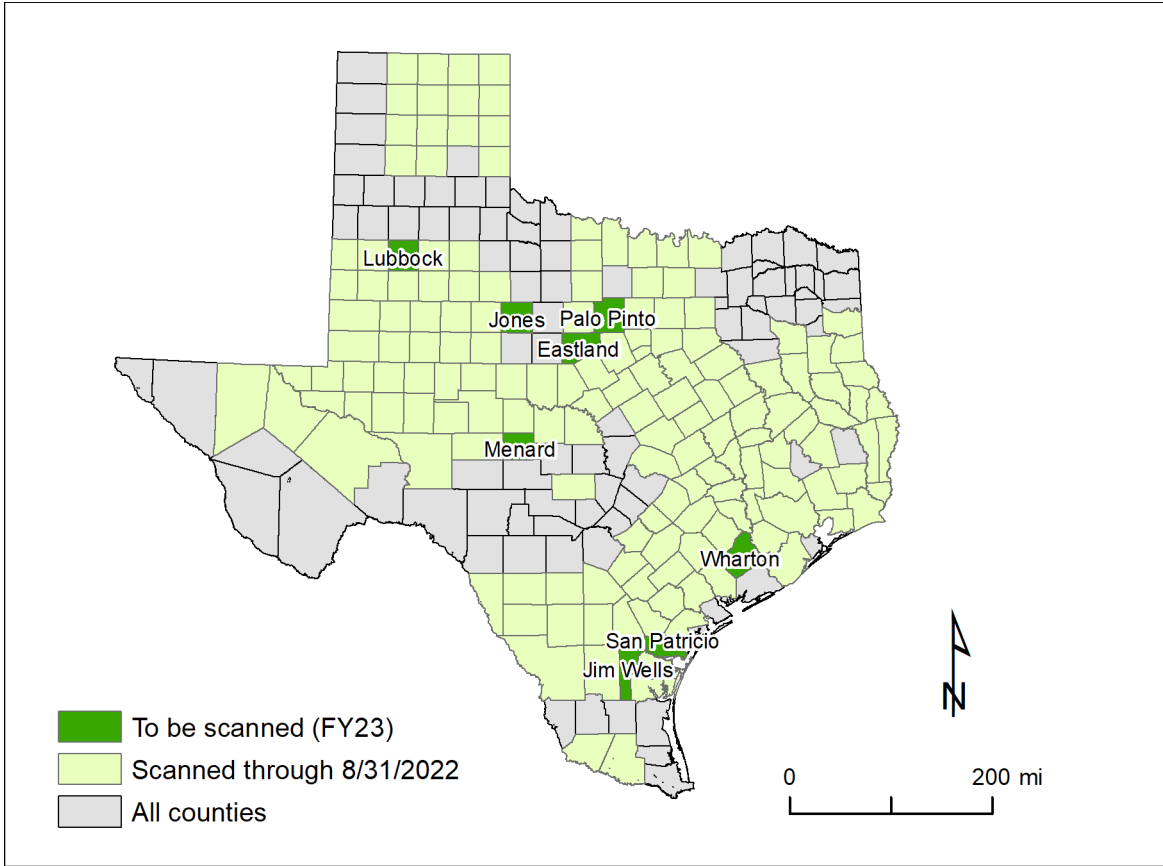 Lubbock
Jones
Palo Pinto
Eastland
Menard
Wharton
San Patricio
Jim Wells
N
To be scanned (FY23)
Scanned through 8/31/2022
All counties
0
200 mi